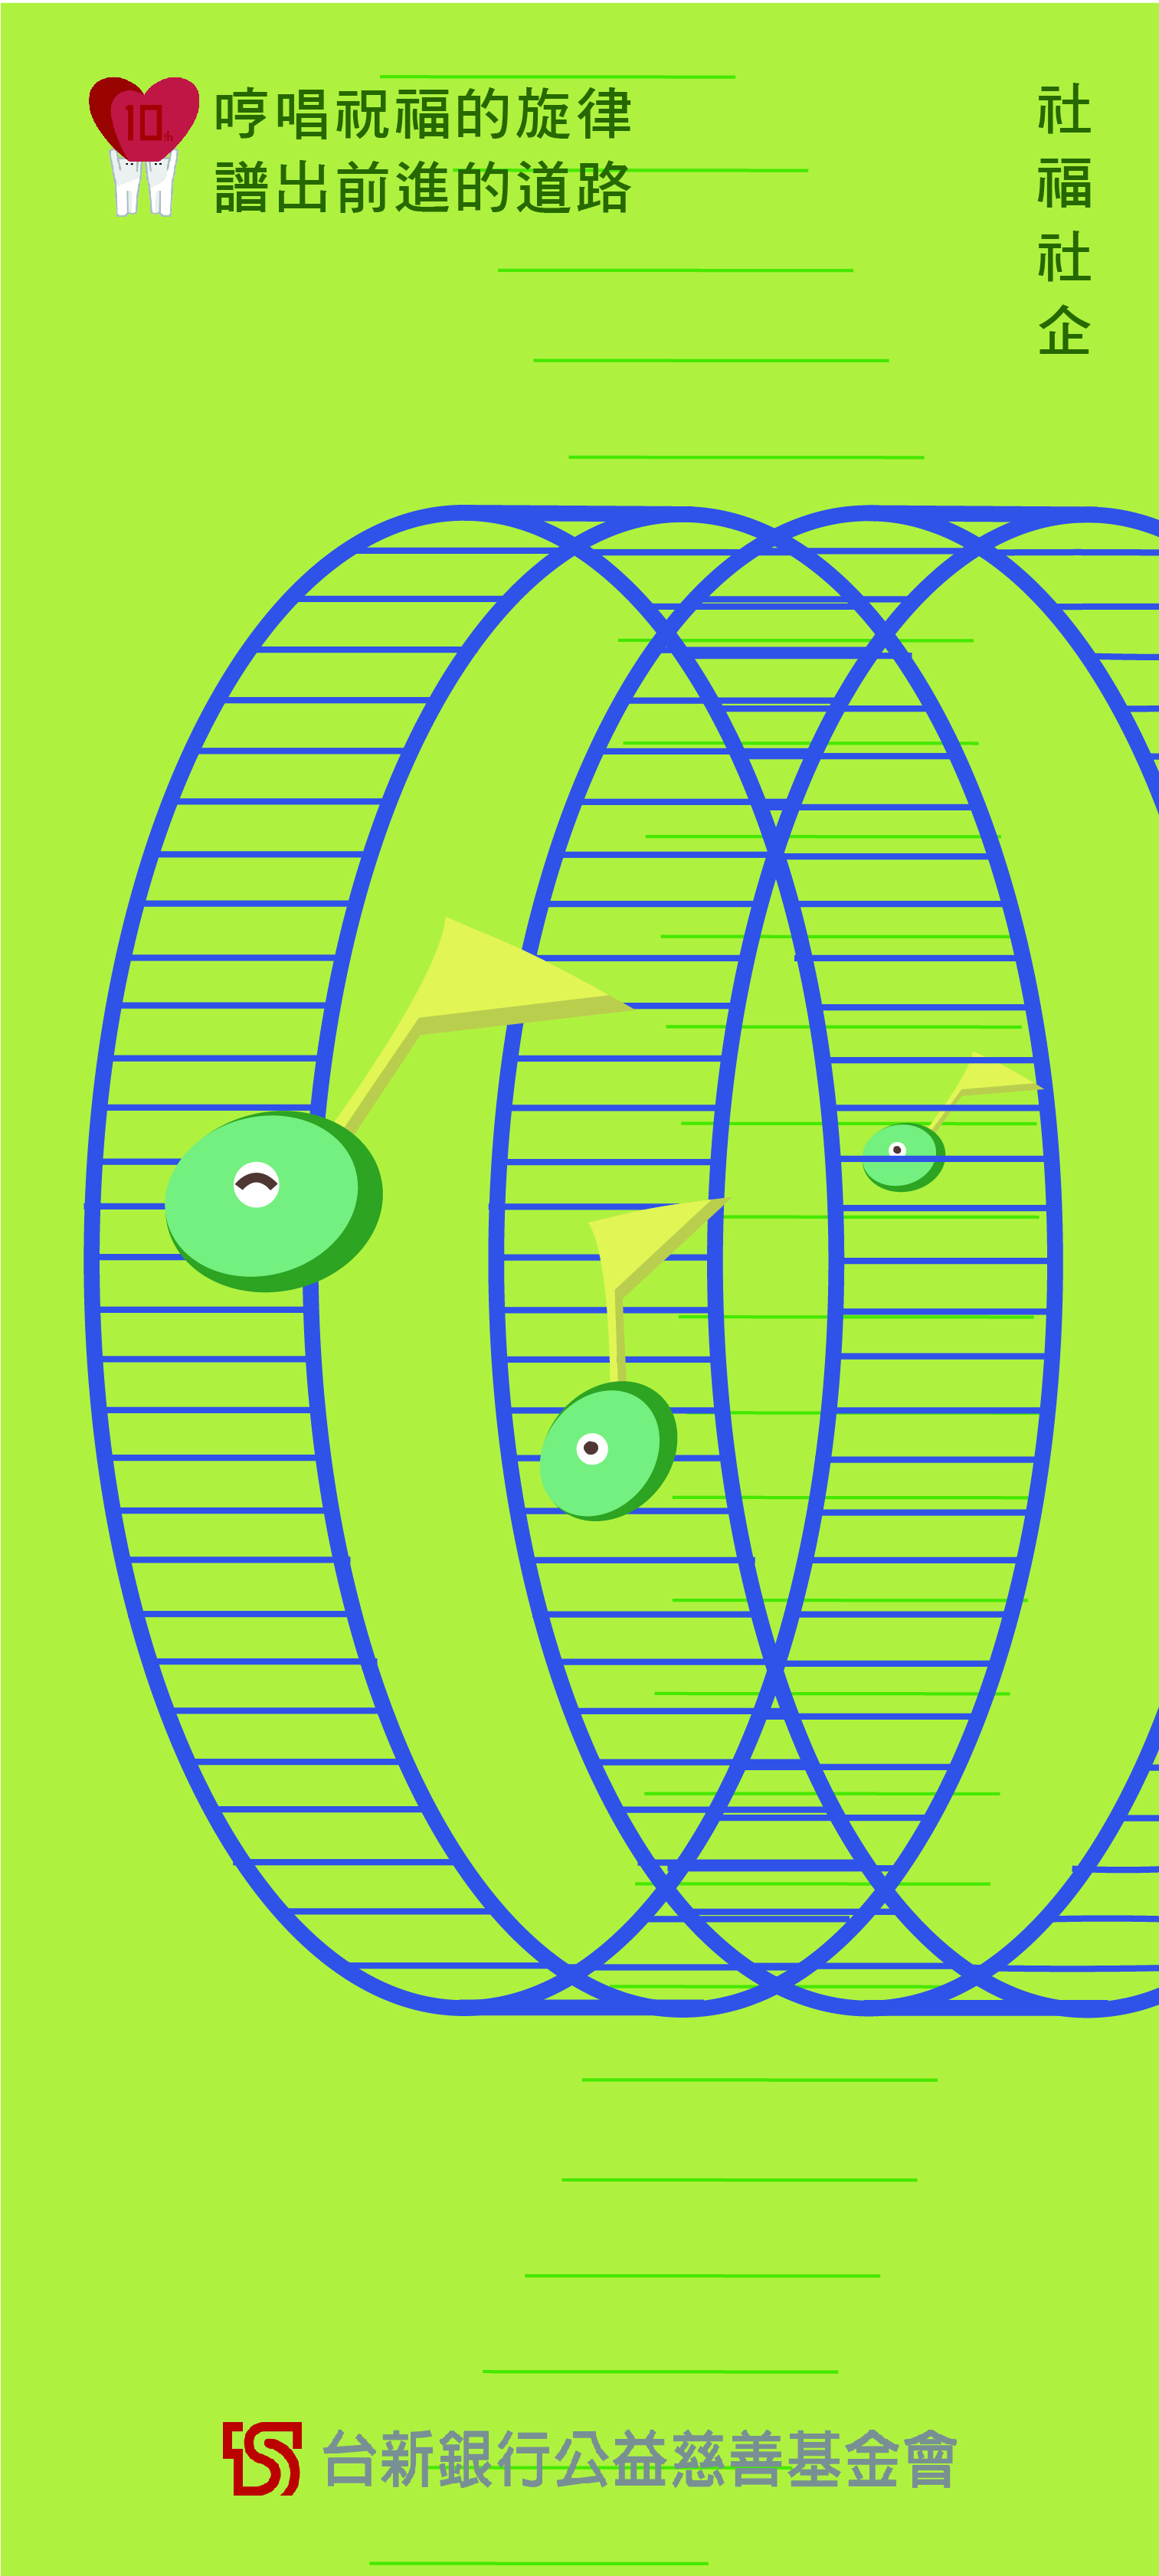 10th
哼唱祝福的旋律
譜出前進的道路
社福社企
台新銀行公益慈善基金會